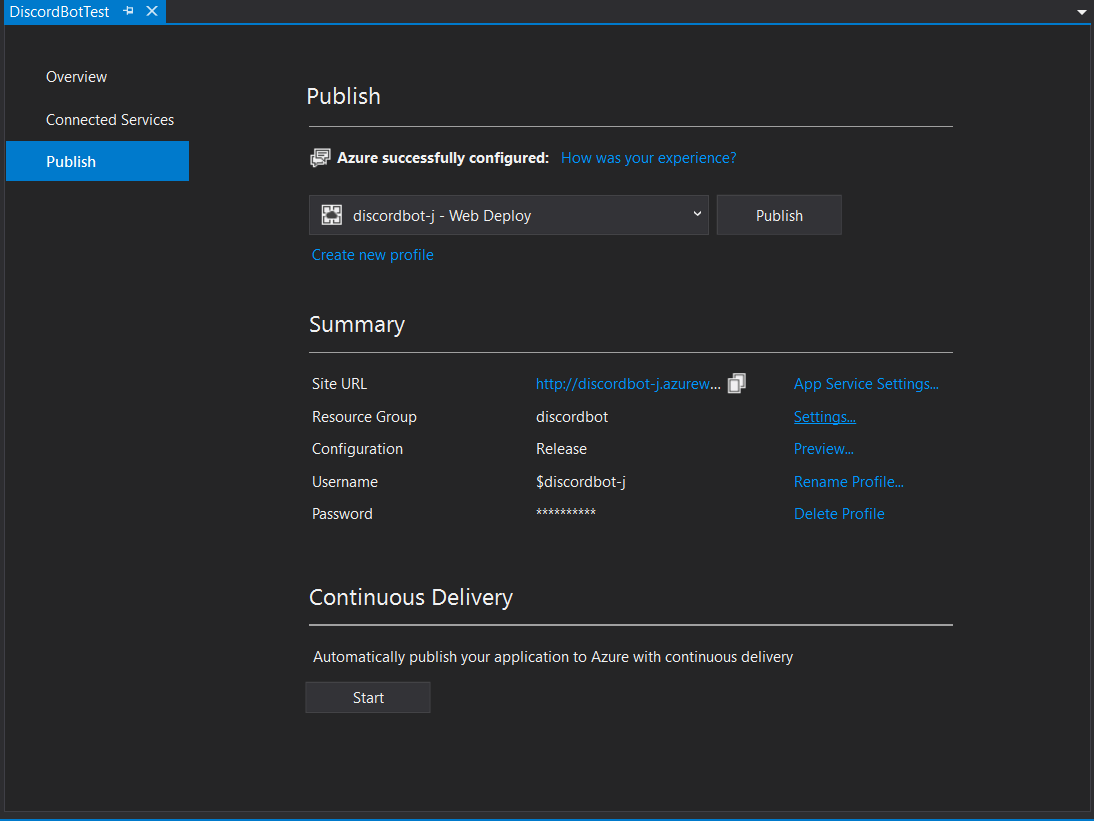 DiscordBotTest
Overview
Connected Services
Publish
Publish
Azure successfully configured: How was your experience?
discordbot-j - Web Deploy
Publish
Create new profile
Summary
Site URL http://discordbot-j.azurew... App Service Settings...
Resource Group discordbot Settings...
Configuration Release Preview...
Username $discordbot-j Rename Profile...
Password ********** Delete Profile
Continuous Delivery
Automatically publish your application to Azure with continuous delivery
Start